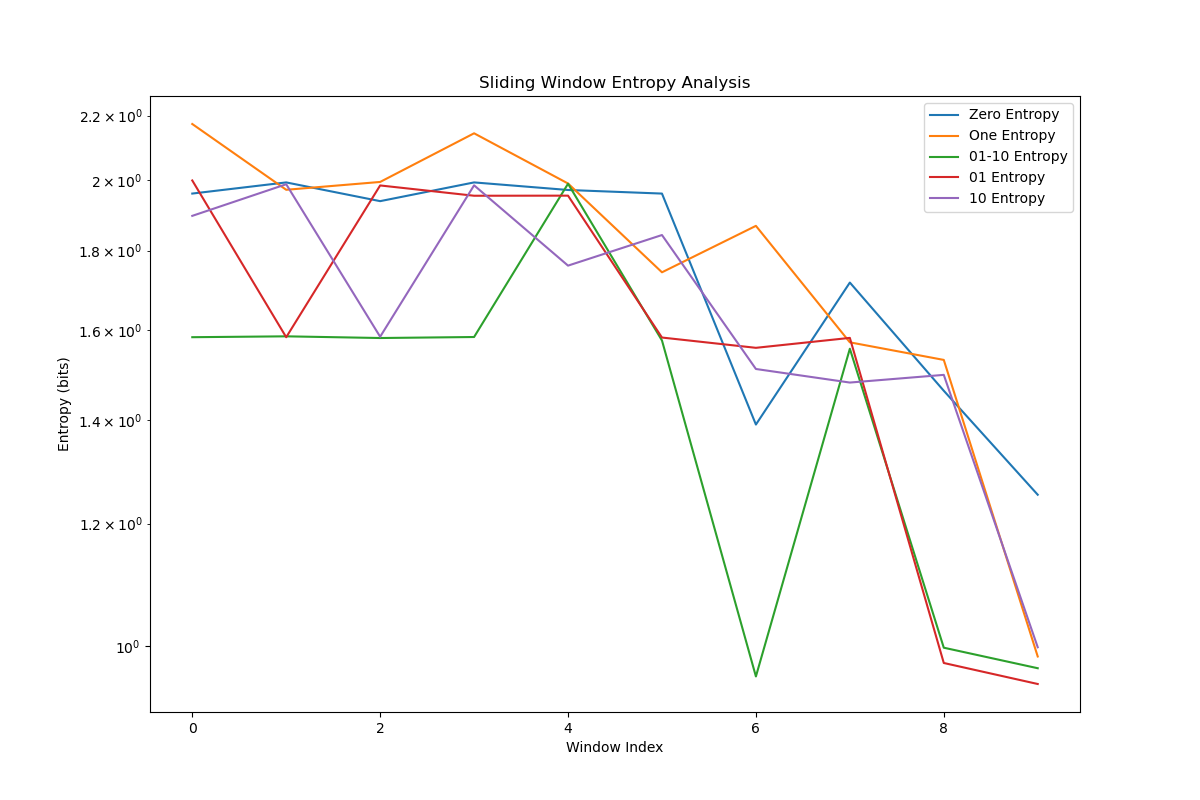 Sliding Window Entropy Analysis
2.2 × 10⁰
2 × 10⁰
1.8 × 10⁰
1.6 × 10⁰
1.4 × 10⁰
1.2 × 10⁰
10⁰
Entropy (bits)
Zero Entropy
One Entropy
01-10 Entropy
01 Entropy
10 Entropy
0 2 4 6 8
Window Index